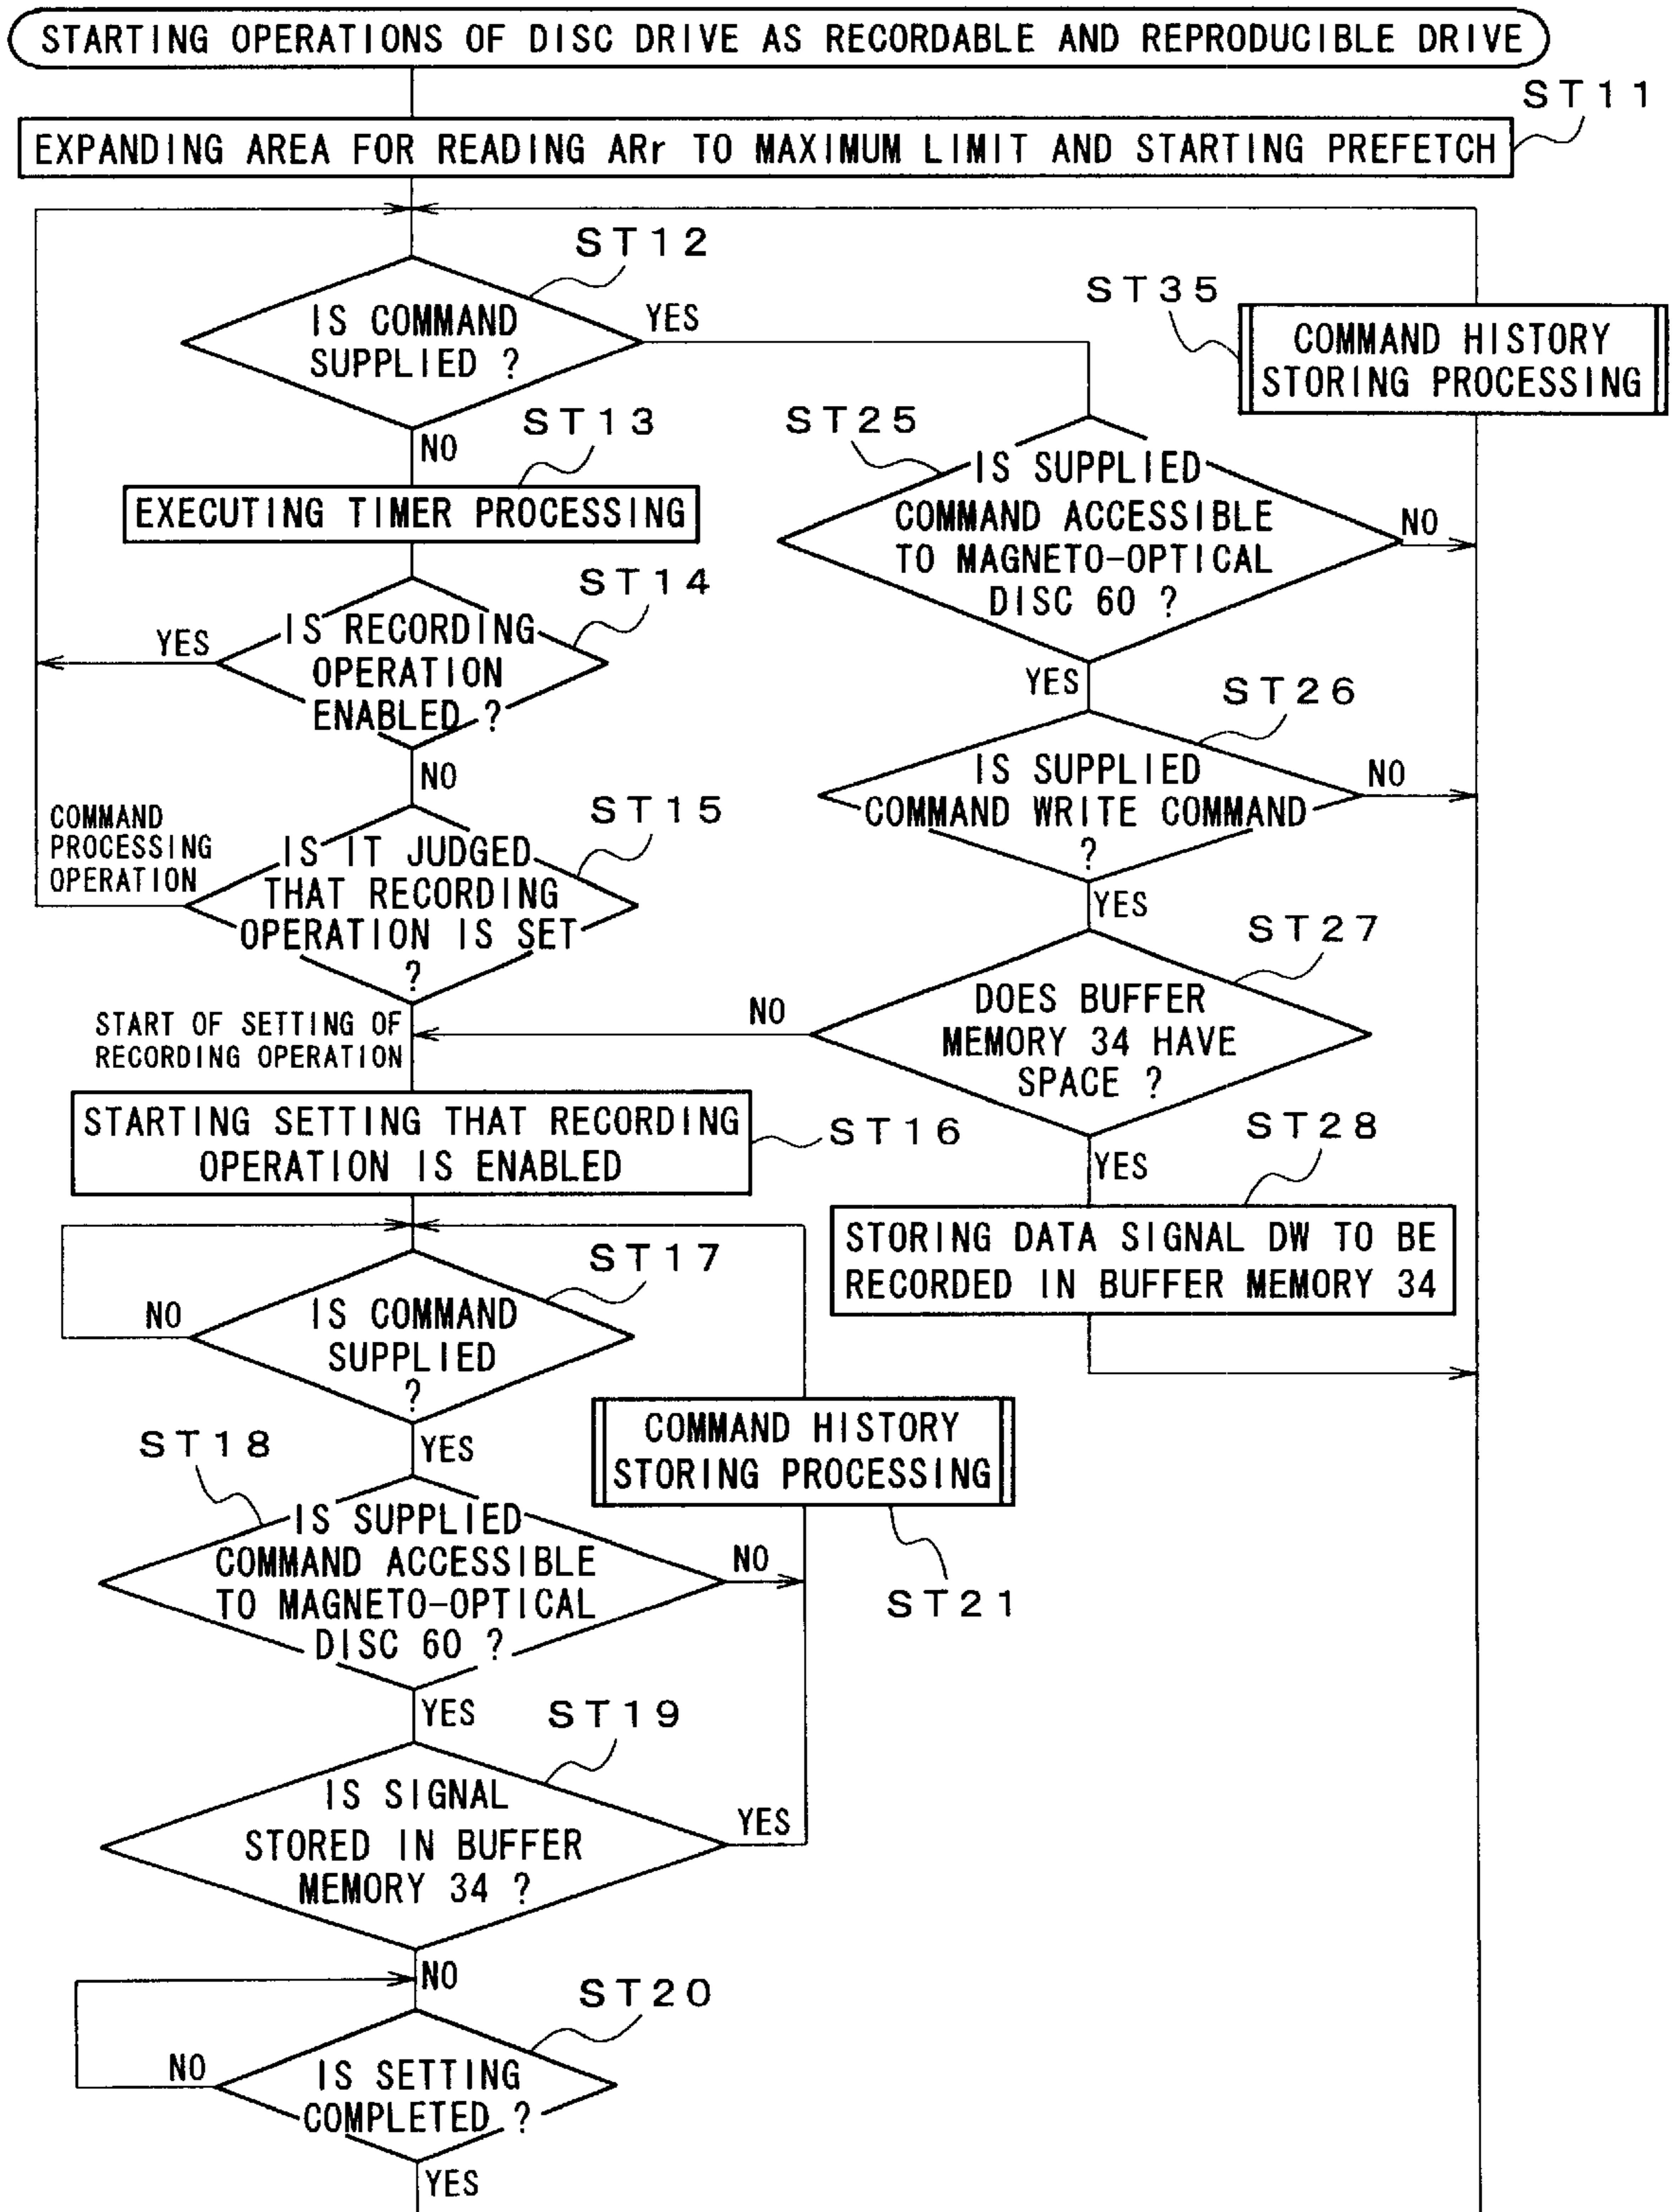 STARTING OPERATIONS OF DISC DRIVE AS RECORDABLE AND REPRODUCIBLE DRIVE
ST11
EXPANDING AREA FOR READING ARr TO MAXIMUM LIMIT AND STARTING PREFETCH
ST12
IS COMMAND
SUPPLIED ?
YES
NO
ST35
COMMAND HISTORY
STORING PROCESSING
ST13
EXECUTING TIMER PROCESSING
ST25
IS SUPPLIED
COMMAND ACCESSIBLE
TO MAGNETO-OPTICAL
DISC 60 ?
NO
YES
ST14
IS RECORDING
OPERATION
ENABLED ?
YES
NO
ST26
IS SUPPLIED
COMMAND WRITE COMMAND
?
NO
YES
COMMAND
PROCESSING
OPERATION
ST15
IS IT JUDGED
THAT RECORDING
OPERATION IS SET
?
START OF SETTING OF
RECORDING OPERATION
ST27
DOES BUFFER
MEMORY 34 HAVE
SPACE ?
NO
YES
STARTING SETTING THAT RECORDING
OPERATION IS ENABLED
ST16
ST28
STORING DATA SIGNAL DW TO BE
RECORDED IN BUFFER MEMORY 34
ST17
IS COMMAND
SUPPLIED
?
NO
YES
COMMAND HISTORY
STORING PROCESSING
ST21
ST18
IS SUPPLIED
COMMAND ACCESSIBLE
TO MAGNETO-OPTICAL
DISC 60 ?
NO
YES
ST19
IS SIGNAL
STORED IN BUFFER
MEMORY 34 ?
YES
NO
ST20
IS SETTING
COMPLETED ?
NO
YES